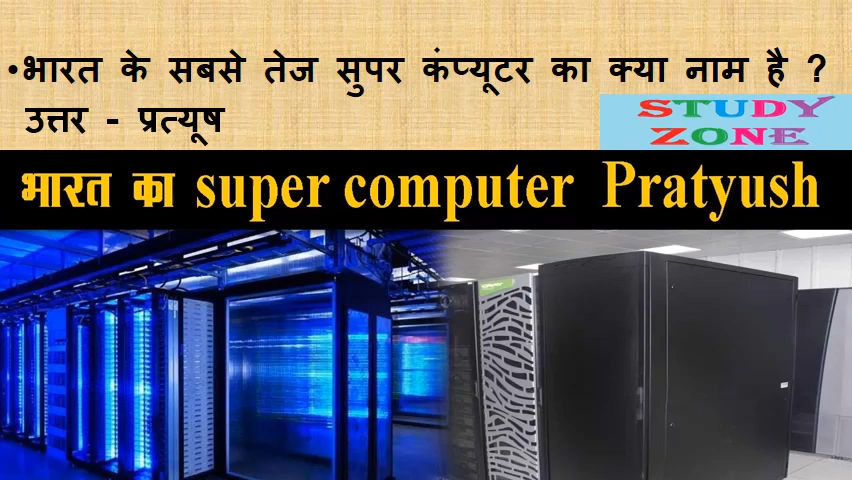 •भारत के सबसे तेज सुपर कंप्यूटर का क्या नाम है ?
उत्तर - प्रत्यूष
STUDY
ZONE
भारत का super computer Pratyush